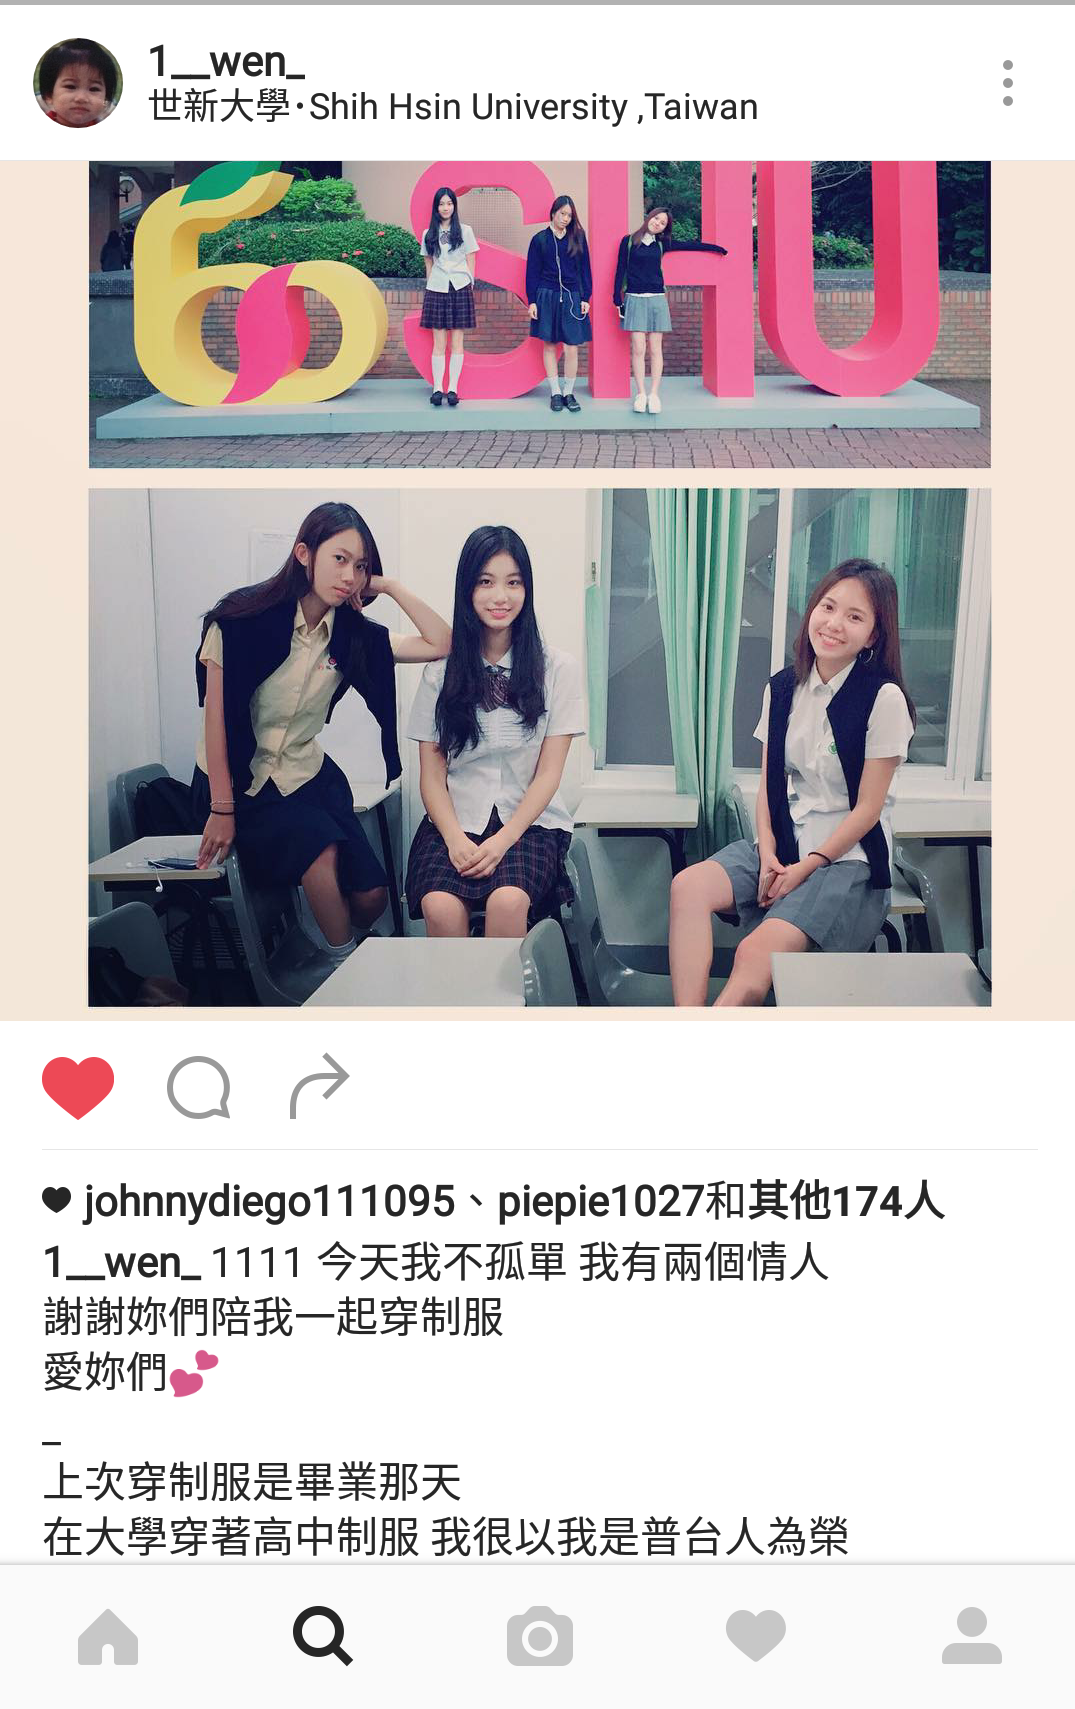 1__wen_
世新大學·Shih Hsin University ,Taiwan
6 SHU
johnnydiego111095、piepie1027和其他174人
1__wen_ 1111 今天我不孤單 我有兩個情人
謝謝妳們陪我一起穿制服
愛妳們💕
_
上次穿制服是畢業那天
在大學穿著高中制服 我很以我是普台人為榮